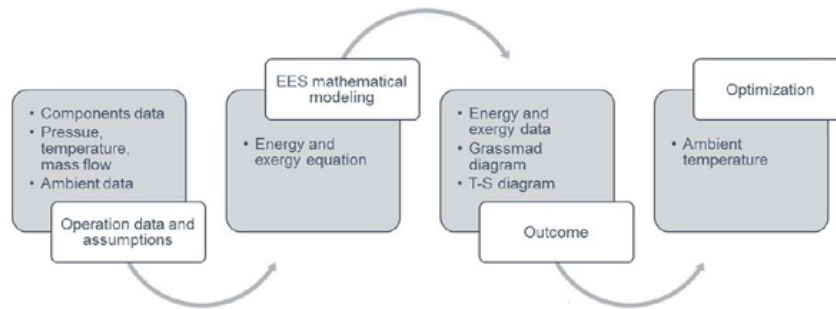 • Components data
• Pressue,
temperature,
mass flow
• Ambient data
Operation data and
assumptions
EES mathematical
modeling
• Energy and
exergy equation
• Energy and
exergy data
• Grassmad
diagram
• T-S diagram
Outcome
Optimization
• Ambient
temperature